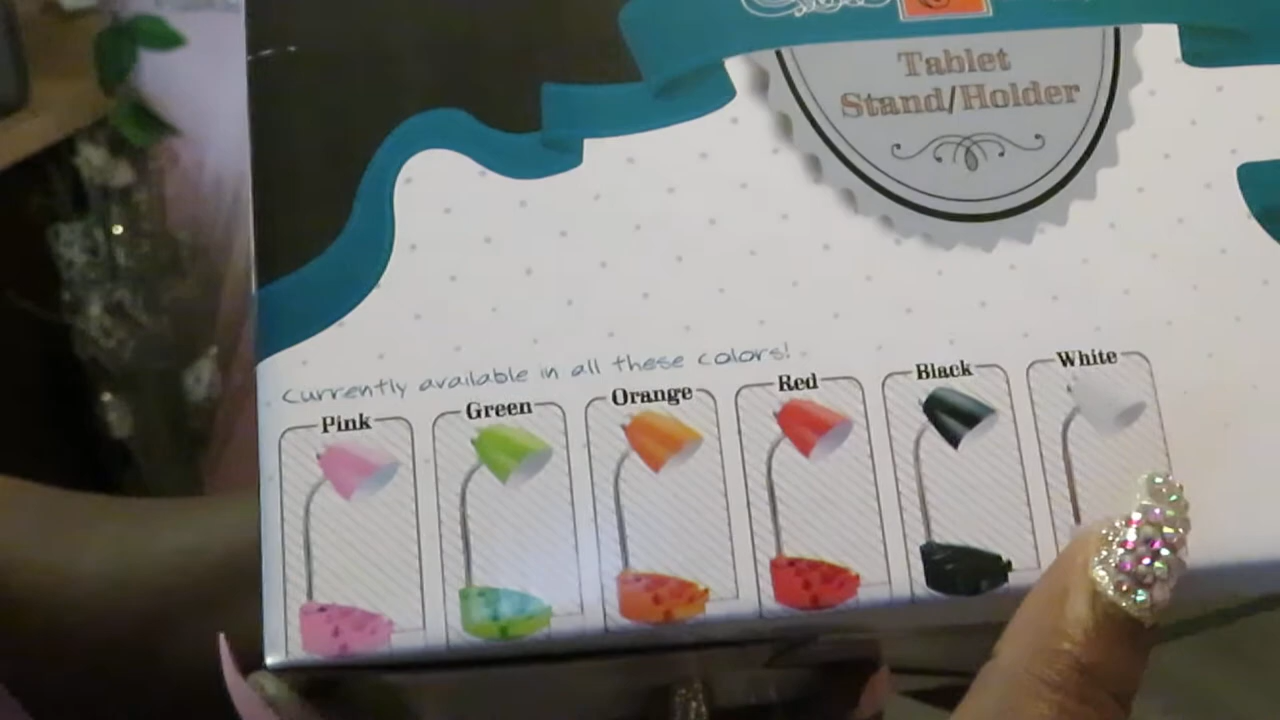 Tablet
Stand/Holder
Currently available in all these colors!
Pink
Green
Orange
Red
Black
White